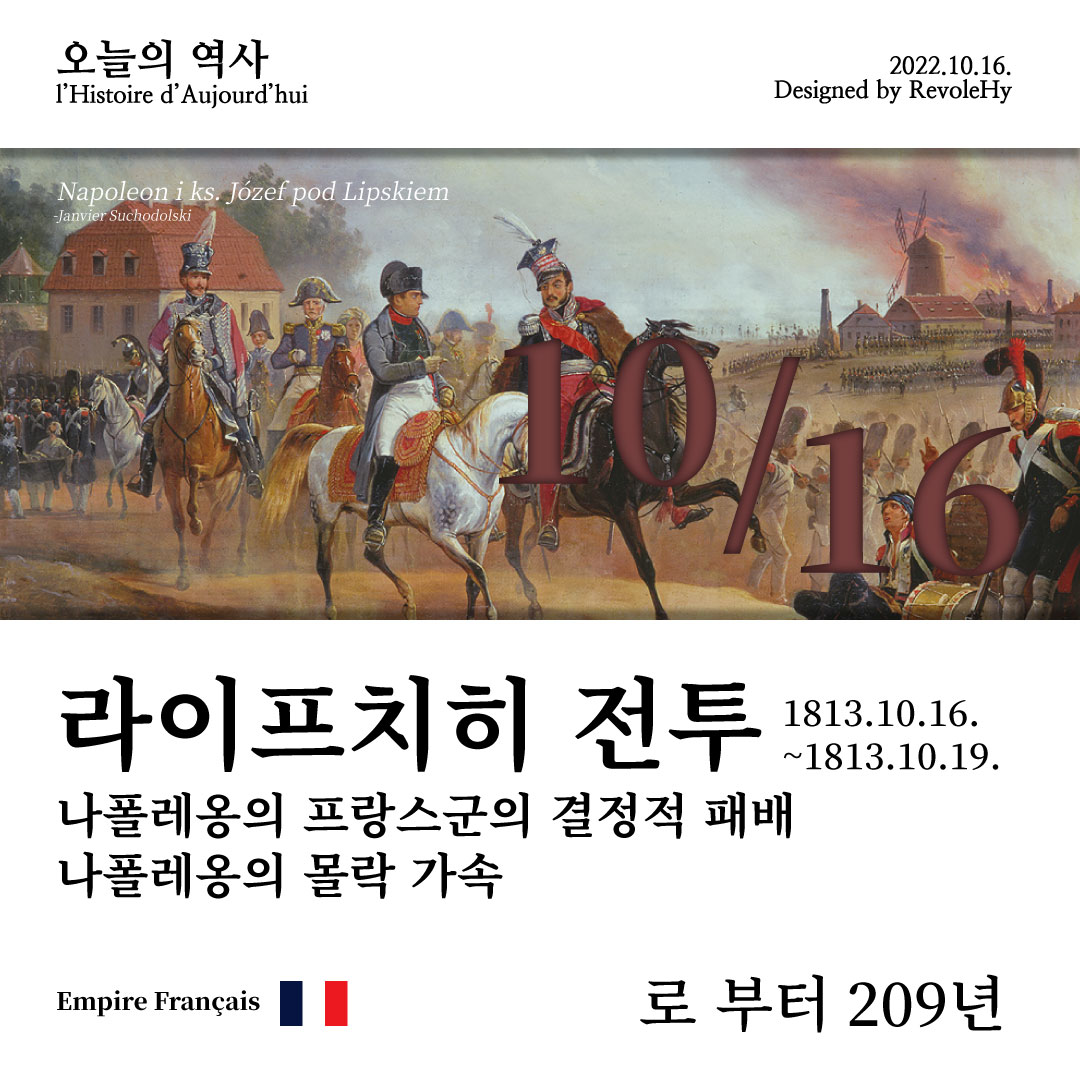 오늘의 역사
l’Histoire d’Aujourd’hui
2022.10.16.
Designed by RevoleHy
Napoleon i ks. Józef pod Lipskiem
-Janvier Suchodolski
10/16
라이프치히 전투
1813.10.16.
~1813.10.19.
나폴레옹의 프랑스군의 결정적 패배
나폴레옹의 몰락 가속
Empire Français
로 부터 209년